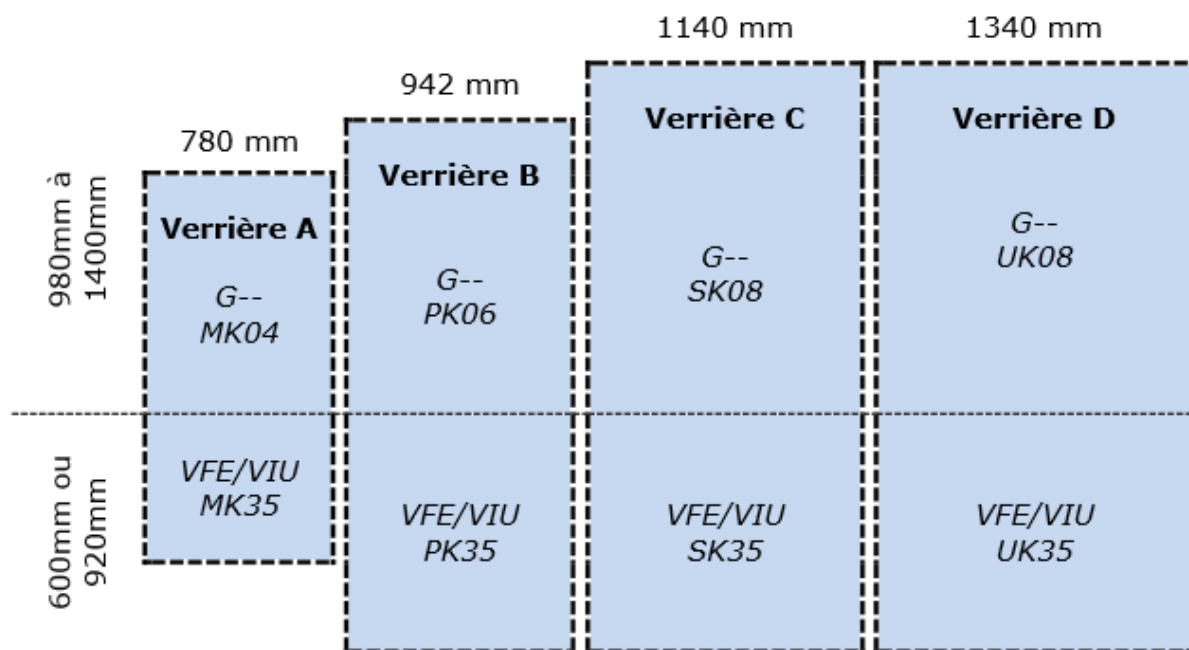 1140 mm
1340 mm
942 mm
780 mm
980mm à
1400mm
Verrière A
G--
MK04
Verrière B
G--
PK06
Verrière C
G--
SK08
Verrière D
G--
UK08
600mm ou
920mm
VFE/VIU
MK35
VFE/VIU
PK35
VFE/VIU
SK35
VFE/VIU
UK35